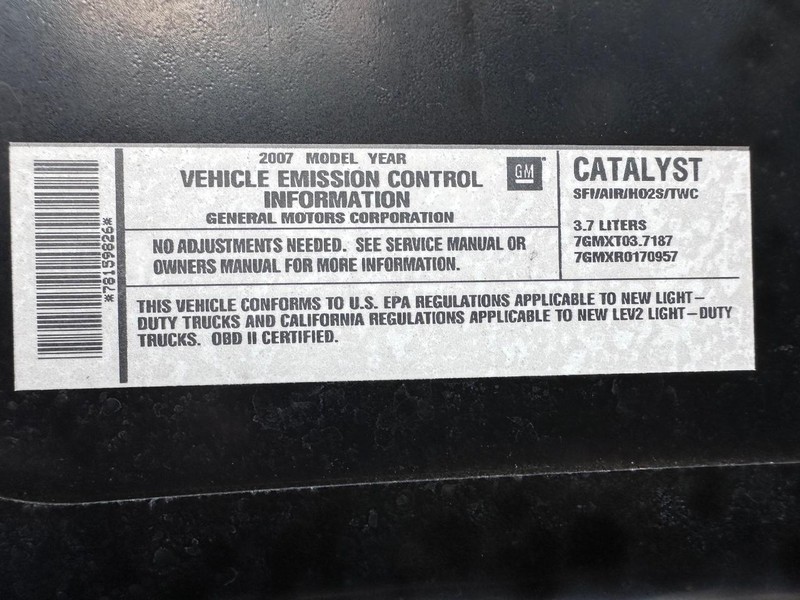 *78159826*
2007 MODEL YEAR
VEHICLE EMISSION CONTROL
INFORMATION
GENERAL MOTORS CORPORATION
GM
CATALYST
SFI/AIR/HO2S/TWC
3.7 LITERS
7GMXT03.7187
7GMXR0170957
NO ADJUSTMENTS NEEDED. SEE SERVICE MANUAL OR
OWNERS MANUAL FOR MORE INFORMATION.
THIS VEHICLE CONFORMS TO U.S. EPA REGULATIONS APPLICABLE TO NEW LIGHT-
DUTY TRUCKS AND CALIFORNIA REGULATIONS APPLICABLE TO NEW LEV2 LIGHT-DUTY
TRUCKS. OBD II CERTIFIED.